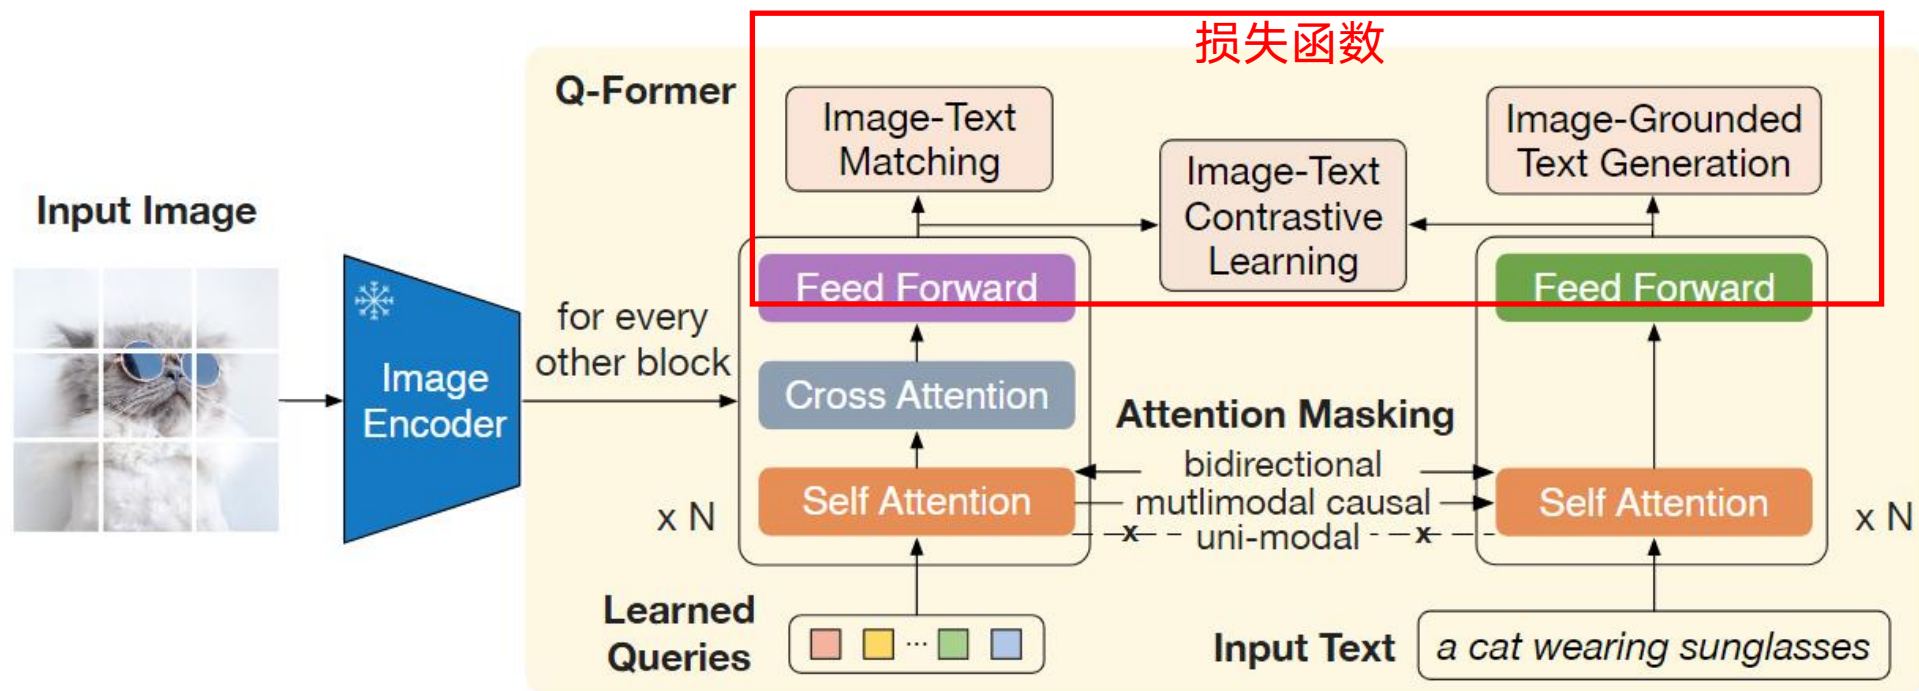 损失函数
Q-Former
Image-Text
Matching
Image-Text
Contrastive
Learning
Image-Grounded
Text Generation
Input Image
Image
Encoder
for every
other block
Feed Forward
Cross Attention
Self Attention
x N
Attention Masking
bidirectional
mutlimodal causal
x uni-modal x
Feed Forward
Self Attention
x N
Learned
Queries
...
Input Text
a cat wearing sunglasses